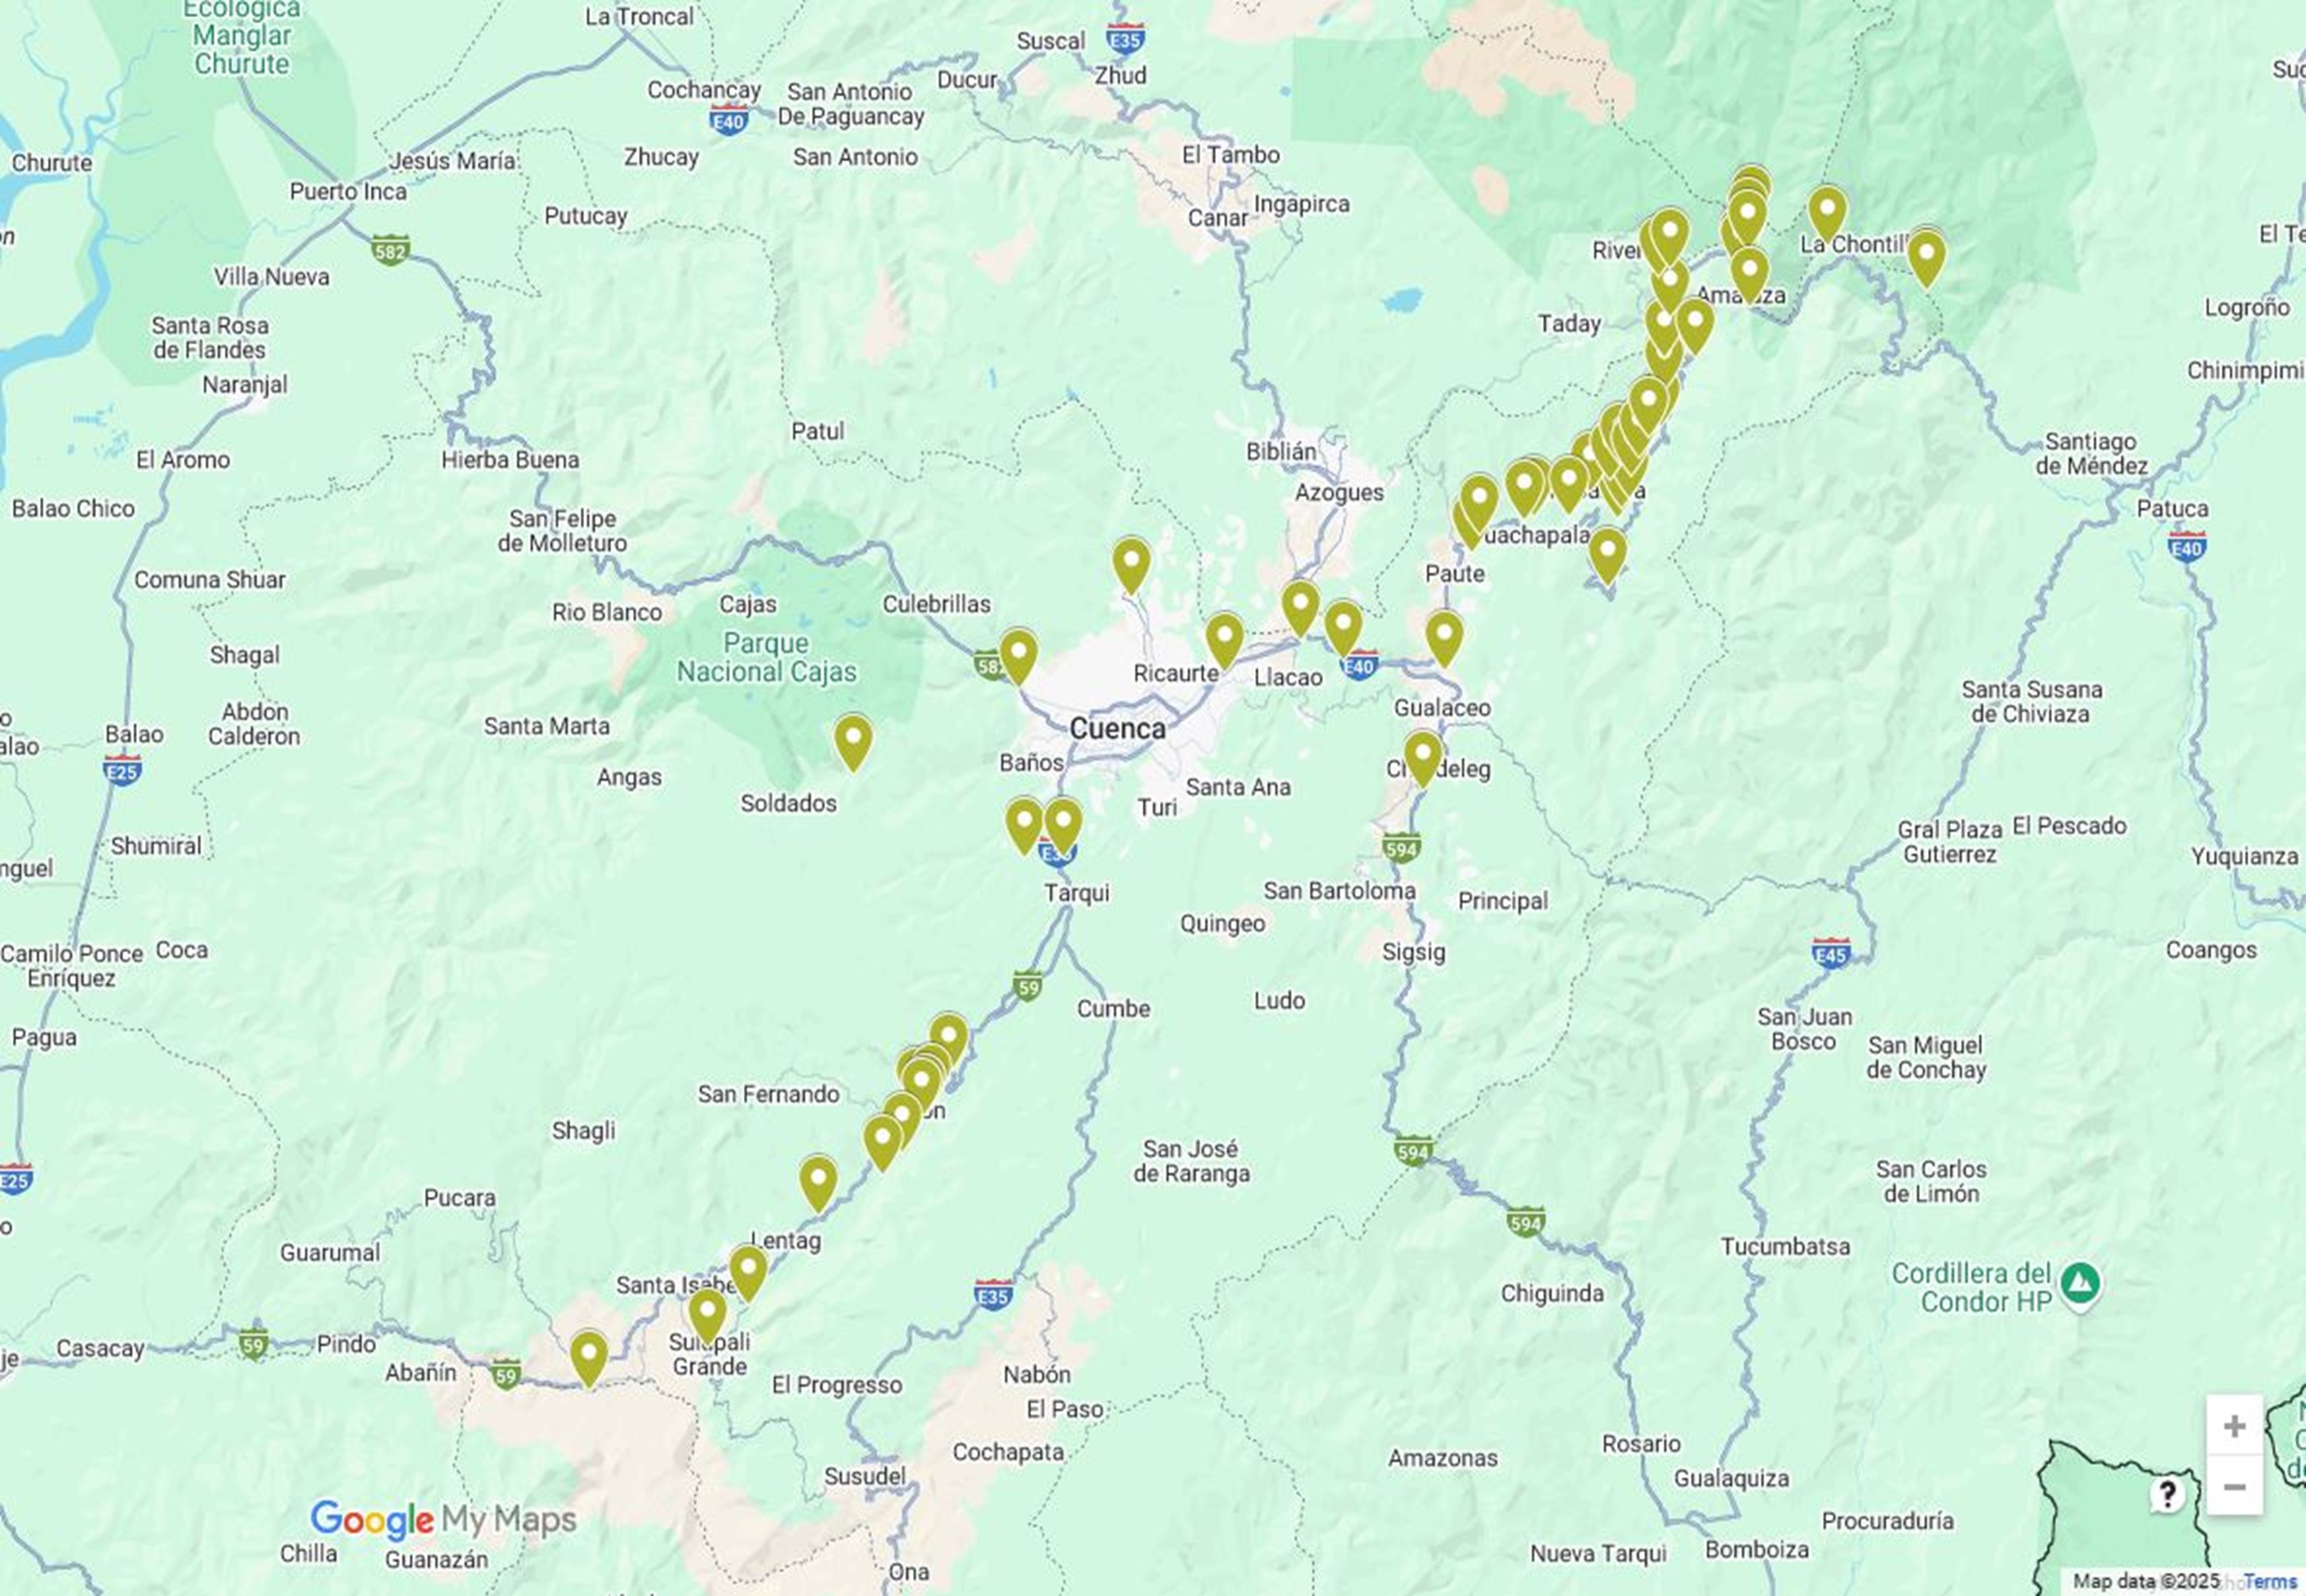 Ecológica
Manglar
Churute
La Troncal
Suscal
E35
Zhud
Ducur
Cochancay
E40
San Antonio
De Paguancay
Churute
Jesús María
Zhucay
San Antonio
El Tambo
Puerto Inca
Putucay
Canar
Ingapirca
582
La Chontil
El Te
Villa Nueva
Logroño
Santa Rosa
de Flandes
Taday
Naranjal
Chinimpimi
Patul
El Aromo
Hierba Buena
Biblián
Santiago
de Méndez
Azogues
Balao Chico
San Felipe
de Molleturo
Patuca
E40
uachapala
Comuna Shuar
Paute
Rio Blanco
Cajas
Culebrillas
Parque
Nacional Cajas
Shagal
Ricaurte
Llacao
E40
Abdon
Calderon
Santa Marta
Cuenca
Gualaceo
Santa Susana
de Chiviaza
alao
Balao
E25
Angas
Baños
Santa Ana
Soldados
Turi
Shumiral
594
Gral Plaza
Gutierrez
El Pescado
Yuquianza
nguel
Tarqui
San Bartoloma
Principal
Quingeo
Camilo Ponce
Enríquez
Coca
Sigsig
E45
Coangos
59
Cumbe
Ludo
San Juan
Bosco
Pagua
San Miguel
de Conchay
San Fernando
Shagli
San José
de Raranga
594
E25
San Carlos
de Limón
Pucara
594
Guarumal
Lentag
Tucumbatsa
Santa Isabe
E35
Chiguinda
Cordillera del
Condor HP
Casacay
59
Pindo
Abañín
59
Grande
El Progresso
Nabón
El Paso
Cochapata
Amazonas
Rosario
Susudel
Gualaquiza
Google My Maps
Procuraduría
Chilla
Guanazán
Nueva Tarqui
Bomboiza
Ona
+
−
?
Map data ©2025
Terms